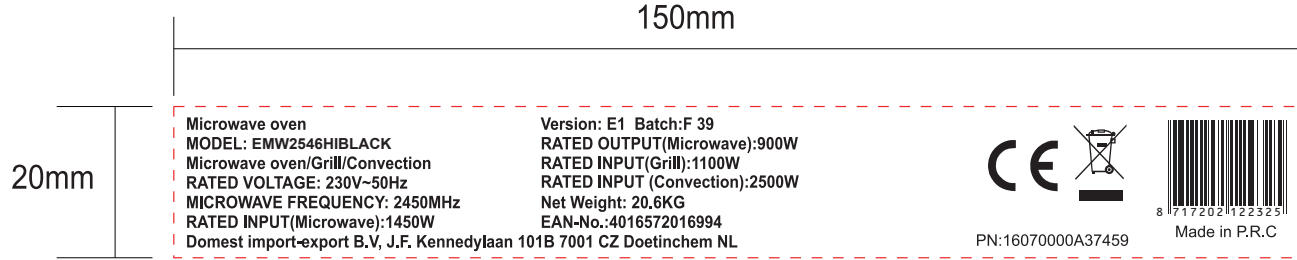 150mm
20mm
Microwave oven
MODEL: EMW2546HIBLACK
Microwave oven/Grill/Convection
RATED VOLTAGE: 230V~50Hz
MICROWAVE FREQUENCY: 2450MHz
RATED INPUT(Microwave):1450W
Version: E1 Batch:F 39
RATED OUTPUT(Microwave):900W
RATED INPUT(Grill):1100W
RATED INPUT (Convection):2500W
Net Weight: 20.6KG
EAN-No.:4016572016994
Domest import-export B.V, J.F. Kennedylaan 101B 7001 CZ Doetinchem NL
CE
PN:16070000A37459
8 717202 122325
Made in P.R.C